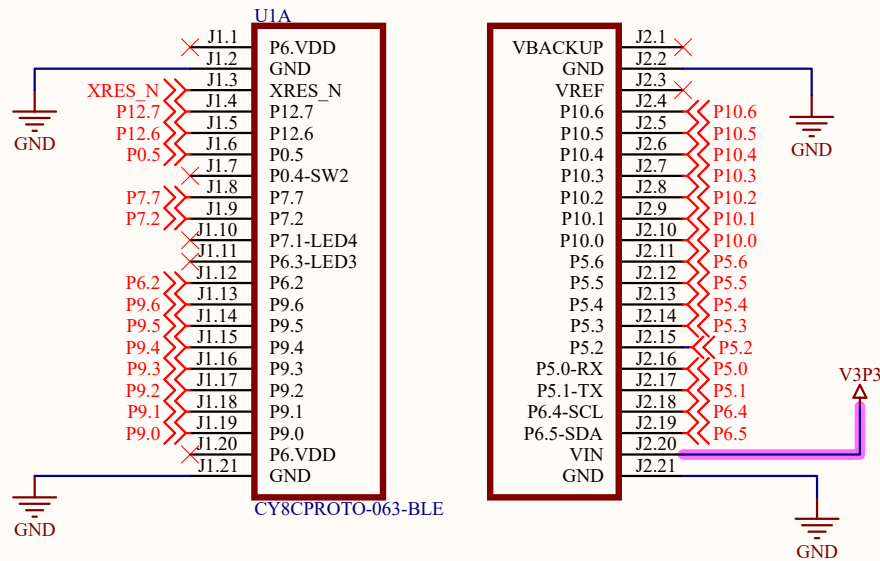 U1A
J1.1 P6.VDD
J1.2 GND
XRES_N J1.3 XRES_N
P12.7 J1.4 P12.7
P12.6 J1.5 P12.6
P0.5 J1.6 P0.5
J1.7 P0.4-SW2
P7.7 J1.8 P7.7
P7.2 J1.9 P7.2
J1.10 P7.1-LED4
J1.11 P6.3-LED3
P6.2 J1.12 P6.2
P9.6 J1.13 P9.6
P9.5 J1.14 P9.5
P9.4 J1.15 P9.4
P9.3 J1.16 P9.3
P9.2 J1.17 P9.2
P9.1 J1.18 P9.1
P9.0 J1.19 P9.0
J1.20 P6.VDD
J1.21 GND
GND
GND
CY8CPROTO-063-BLE
VBACKUP J2.1
GND J2.2
VREF J2.3
P10.6 J2.4 P10.6
P10.5 J2.5 P10.5
P10.4 J2.6 P10.4
P10.3 J2.7 P10.3
P10.2 J2.8 P10.2
P10.1 J2.9 P10.1
P10.0 J2.10 P10.0
P5.6 J2.11 P5.6
P5.5 J2.12 P5.5
P5.4 J2.13 P5.4
P5.3 J2.14 P5.3
P5.2 J2.15 P5.2
P5.0-RX J2.16 P5.0
P5.1-TX J2.17 P5.1
P6.4-SCL J2.18 P6.4
P6.5-SDA J2.19 P6.5
VIN J2.20
GND J2.21
GND
V3P3
GND